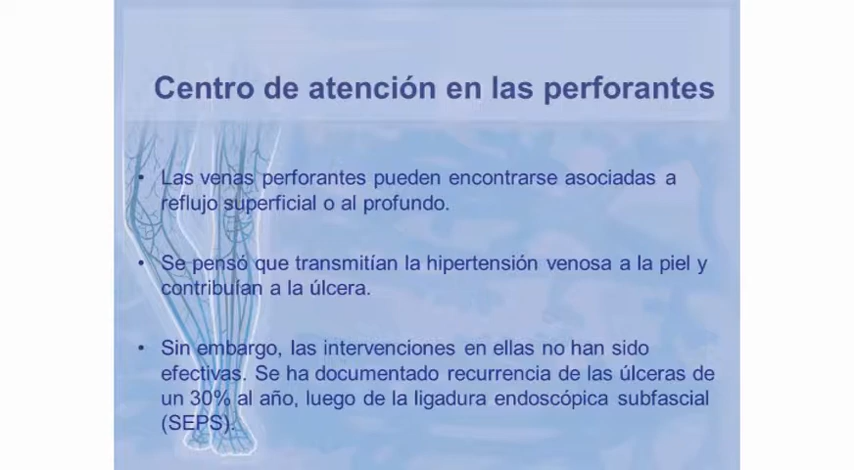 Centro de atención en las perforantes
• Las venas perforantes pueden encontrarse asociadas a
reflujo superficial o al profundo.
• Se pensó que transmitían la hipertensión venosa a la piel y
contribuían a la úlcera.
• Sin embargo, las intervenciones en ellas no han sido
efectivas. Se ha documentado recurrencia de las úlceras de
un 30% al año, luego de la ligadura endoscópica subfascial
(SEPS).